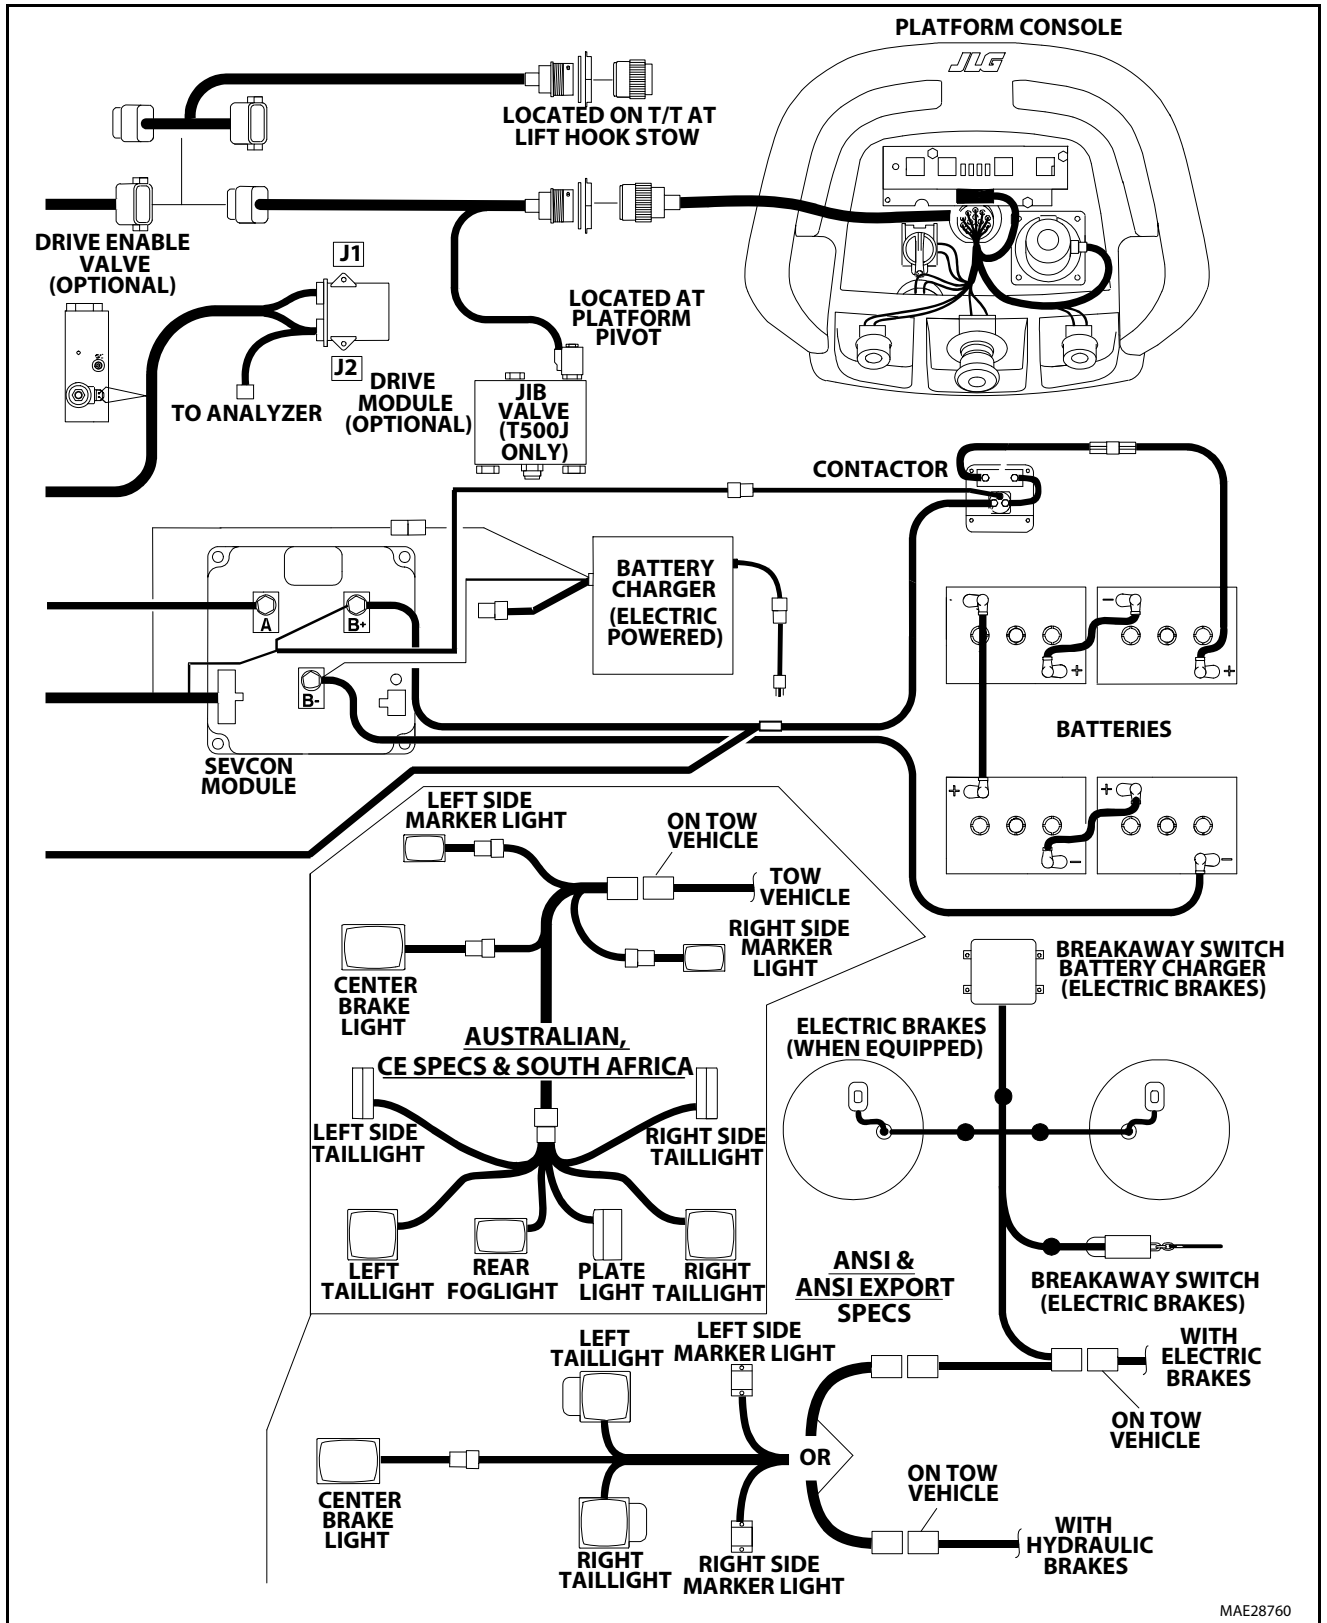 PLATFORM CONSOLE
JLG
LOCATED ON T/T AT
LIFT HOOK STOW
DRIVE ENABLE
VALVE
(OPTIONAL)
J1
J2
TO ANALYZER
DRIVE
MODULE
(OPTIONAL)
LOCATED AT
PLATFORM
PIVOT
JIB
VALVE
(T500J
ONLY)
CONTACTOR
BATTERY
CHARGER
(ELECTRIC
POWERED)
A
B+
B-
SEVCON
MODULE
-
+
+
BATTERIES
+
+
-
-
LEFT SIDE
MARKER LIGHT
ON TOW
VEHICLE
TOW
VEHICLE
RIGHT SIDE
MARKER
LIGHT
CENTER
BRAKE
LIGHT
AUSTRALIAN,
CE SPECS & SOUTH AFRICA
LEFT SIDE
TAILLIGHT
RIGHT SIDE
TAILLIGHT
LEFT
TAILLIGHT
REAR
FOGLIGHT
PLATE
LIGHT
RIGHT
TAILLIGHT
BREAKAWAY SWITCH
BATTERY CHARGER
(ELECTRIC BRAKES)
ELECTRIC BRAKES
(WHEN EQUIPPED)
ANSI &
ANSI EXPORT
SPECS
BREAKAWAY SWITCH
(ELECTRIC BRAKES)
WITH
ELECTRIC
BRAKES
ON TOW
VEHICLE
LEFT
TAILLIGHT
LEFT SIDE
MARKER LIGHT
OR
CENTER
BRAKE
LIGHT
RIGHT
TAILLIGHT
RIGHT SIDE
MARKER LIGHT
ON TOW
VEHICLE
WITH
HYDRAULIC
BRAKES
MAE28760